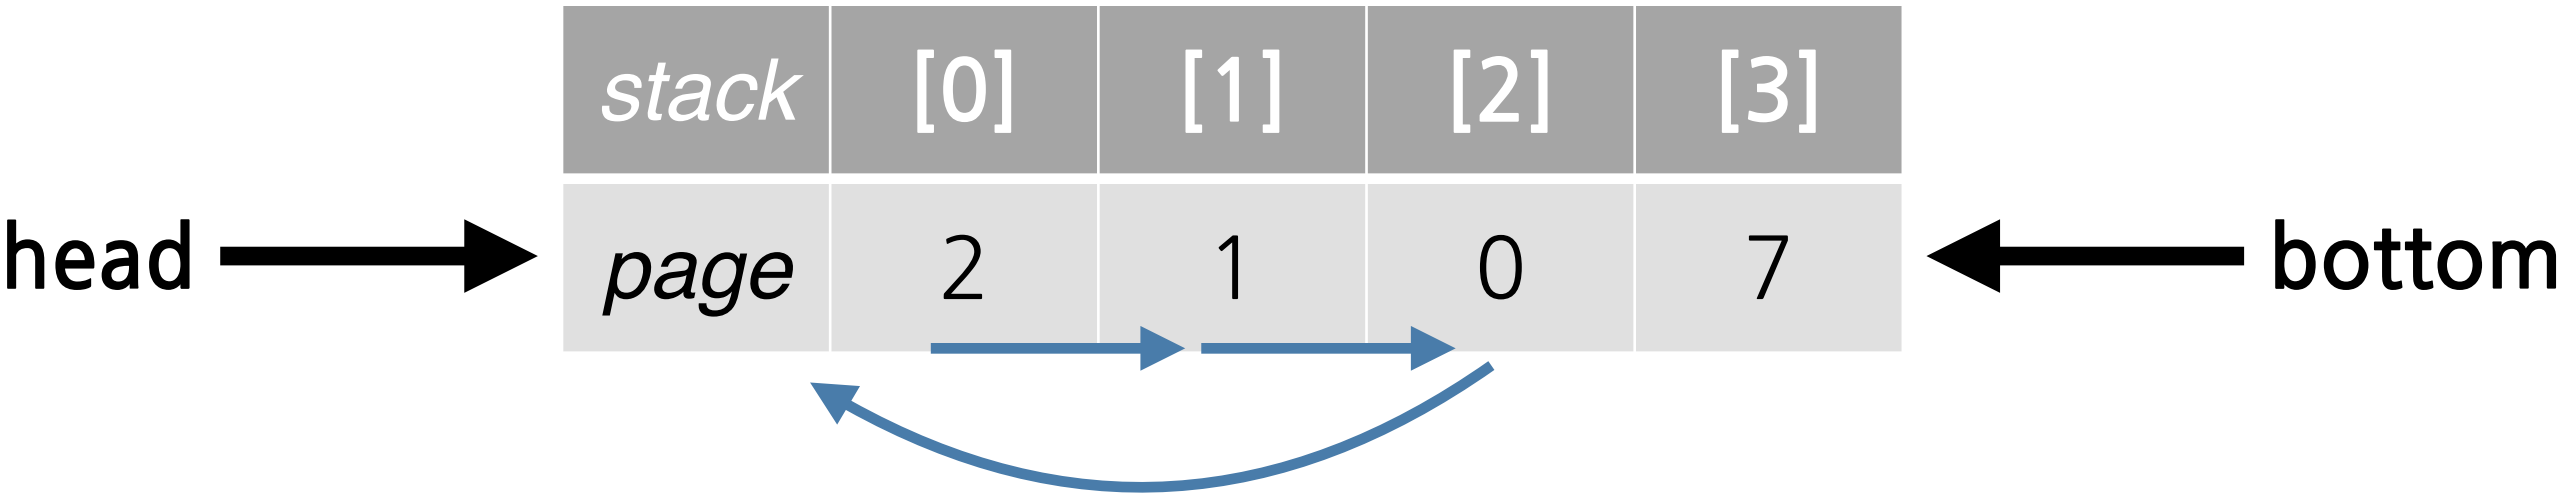 stack [0] [1] [2] [3]
head page 2 1 0 7 bottom